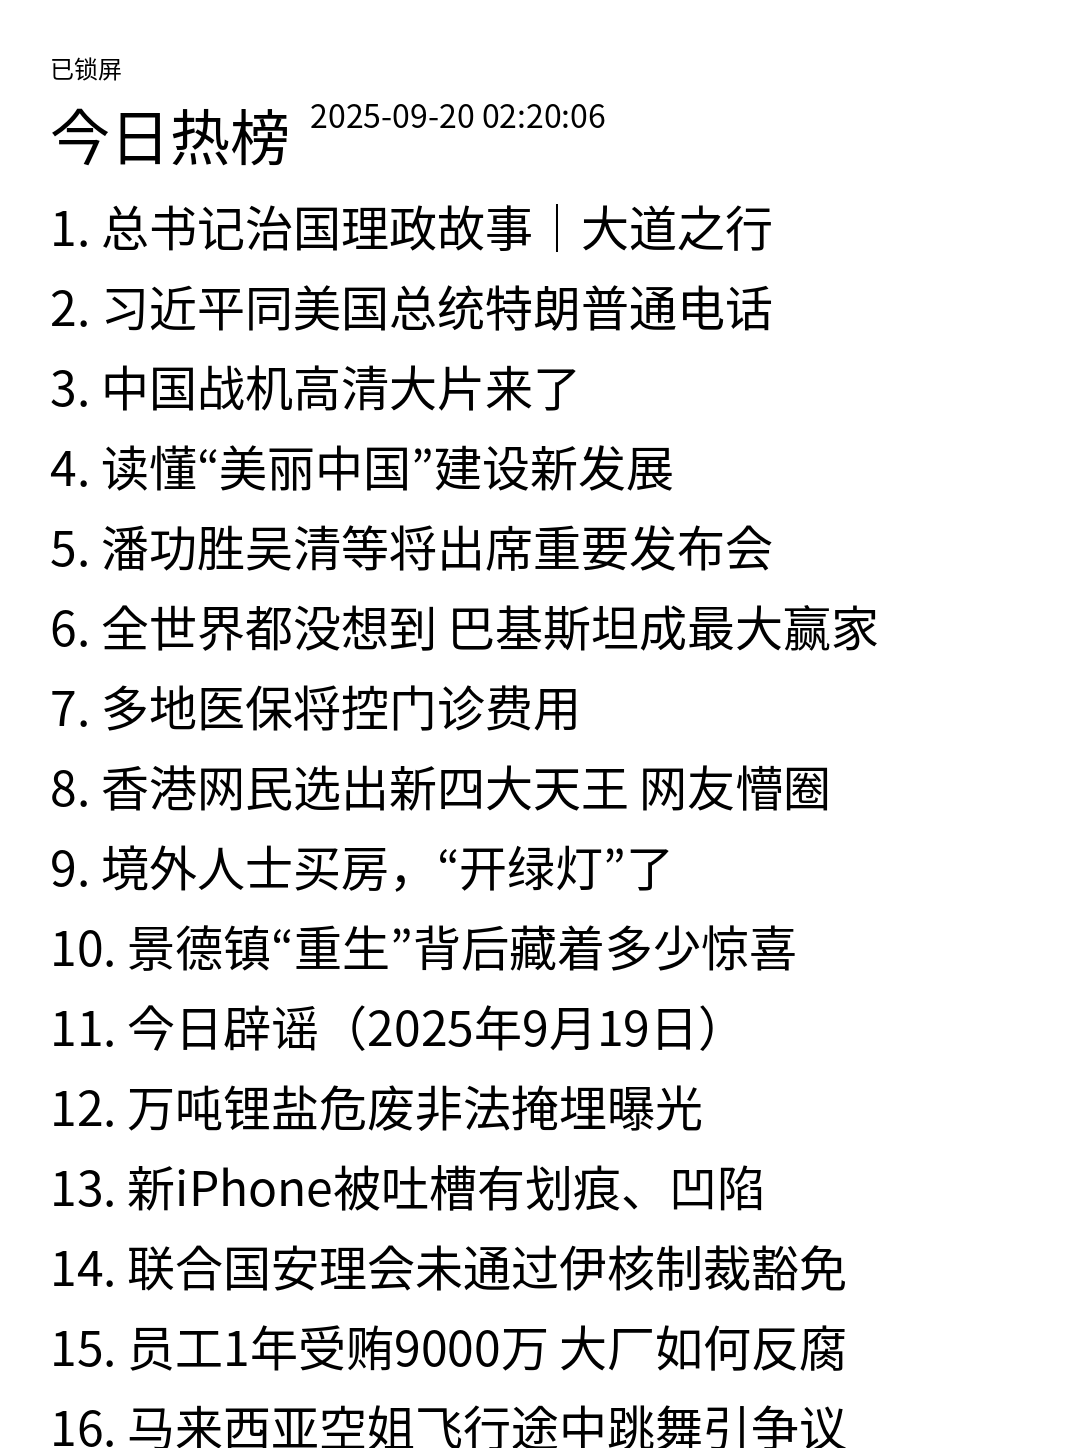 已锁屏
今日热榜 2025-09-20 02:20:06
1. 总书记治国理政故事｜大道之行
2. 习近平同美国总统特朗普通电话
3. 中国战机高清大片来了
4. 读懂“美丽中国”建设新发展
5. 潘功胜吴清等将出席重要发布会
6. 全世界都没想到 巴基斯坦成最大赢家
7. 多地医保将控门诊费用
8. 香港网民选出新四大天王 网友懵圈
9. 境外人士买房，“开绿灯”了
10. 景德镇“重生”背后藏着多少惊喜
11. 今日辟谣（2025年9月19日）
12. 万吨锂盐危废非法掩埋曝光
13. 新iPhone被吐槽有划痕、凹陷
14. 联合国安理会未通过伊核制裁豁免
15. 员工1年受贿9000万 大厂如何反腐
16. 马来西亚空姐飞行途中跳舞引争议